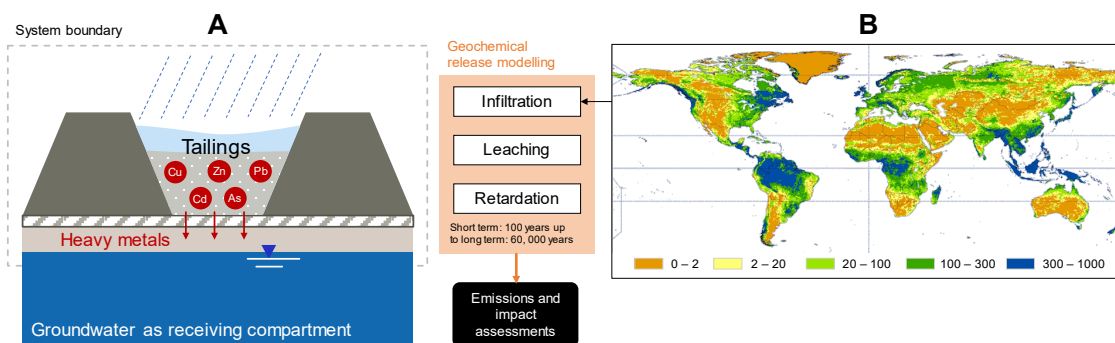 A
System boundary
Tailings
Cu
Zn
Pb
Cd
As
Heavy metals
Groundwater as receiving compartment
Geochemical
release modelling
Infiltration
Leaching
Retardation
Short term: 100 years up
to long term: 60, 000 years
Emissions and
impact
assessments
B
0 – 2
2 – 20
20 – 100
100 – 300
300 – 1000